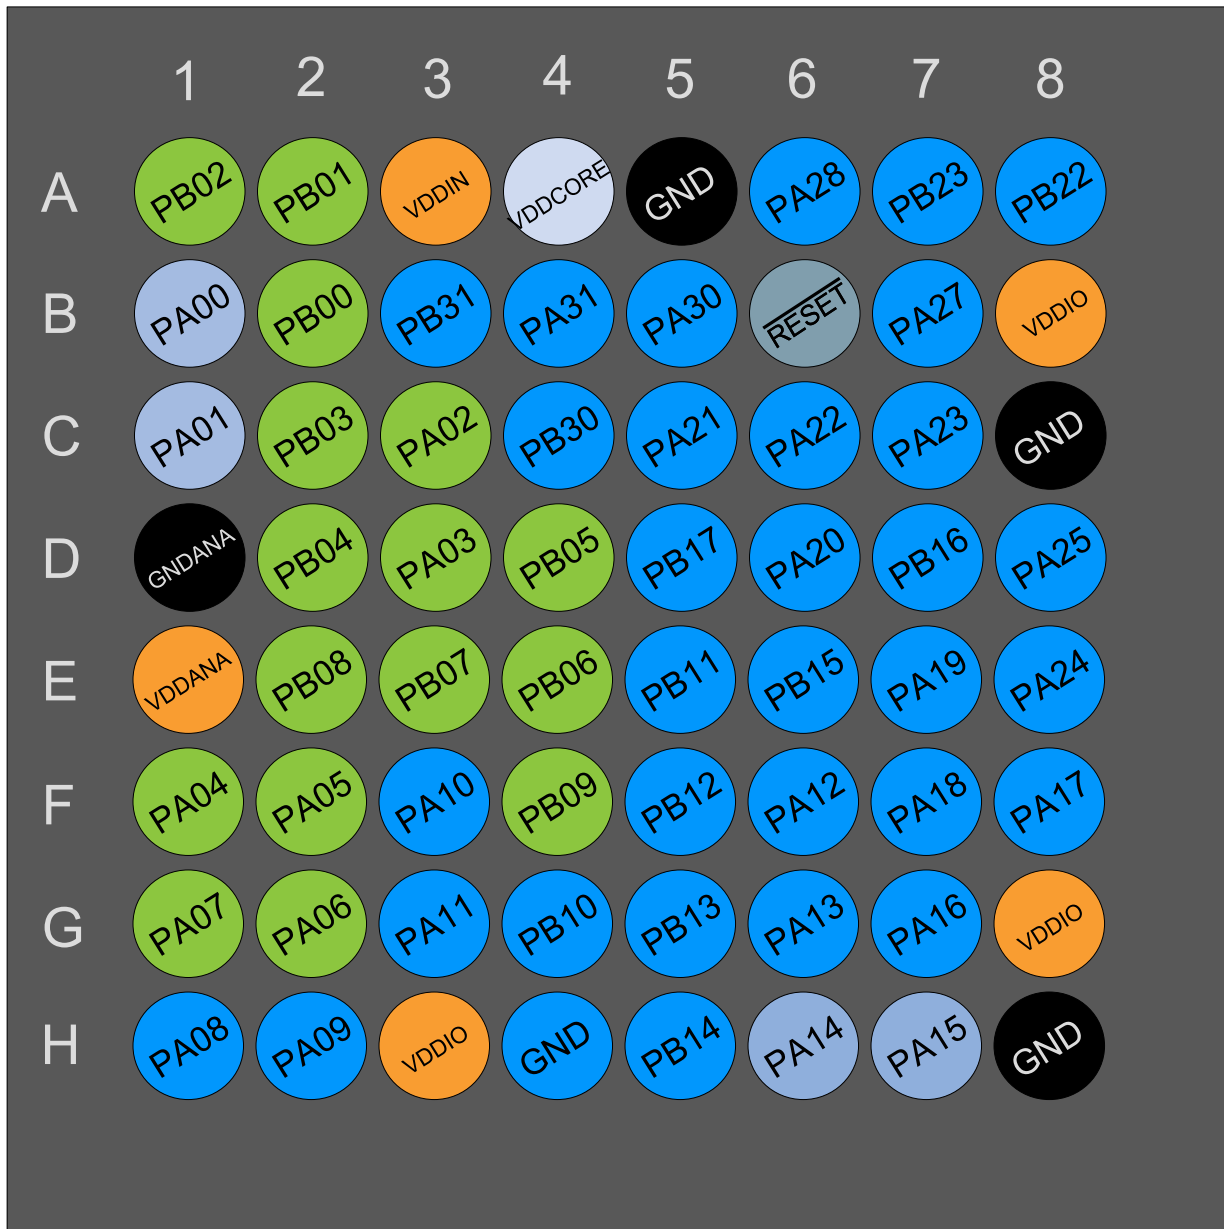 1 2 3 4 5 6 7 8
A PB02 PB01 VDDIN VDDCORE GND PA28 PB23 PB22
B PA00 PB00 PB31 PA31 PA30 RESET PA27 VDDIO
C PA01 PB03 PA02 PB30 PA21 PA22 PA23 GND
D GNDANA PB04 PA03 PB05 PB17 PA20 PB16 PA25
E VDDANA PB08 PB07 PB06 PB11 PB15 PA19 PA24
F PA04 PA05 PA10 PB09 PB12 PA12 PA18 PA17
G PA07 PA06 PA11 PB10 PB13 PA13 PA16 VDDIO
H PA08 PA09 VDDIO GND PB14 PA14 PA15 GND